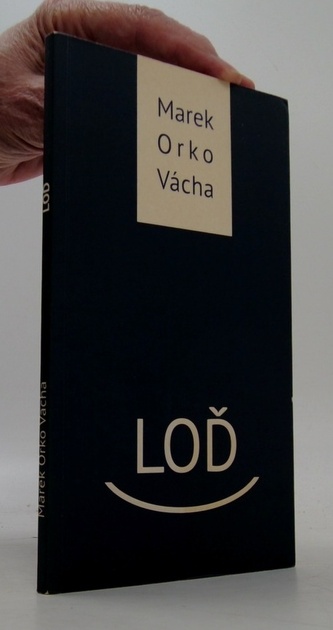 Marek
Orko
Vácha
LOĎ
LOĎ
Marek Orko Vácha